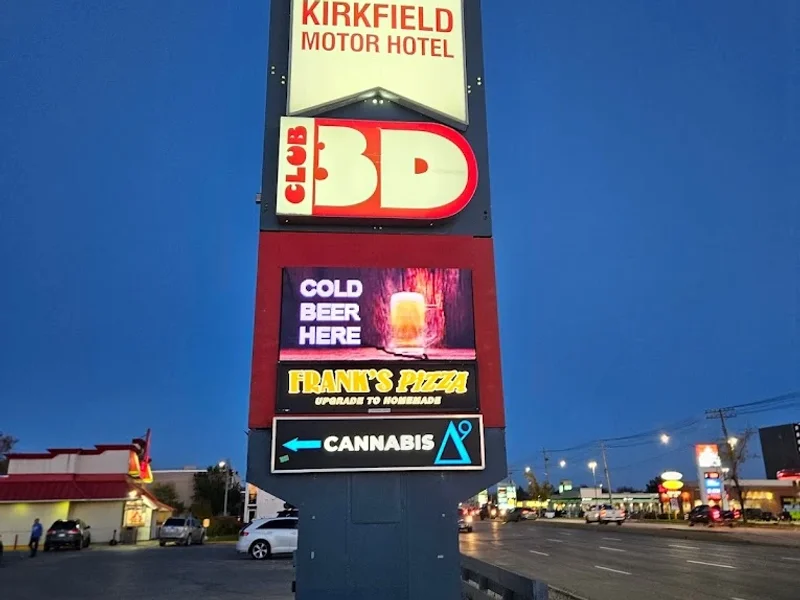 KIRKFIELD
MOTOR HOTEL
CLUB
3D
COLD
BEER
HERE
FRANK'S PIZZA
UPGRADE TO HOMEMADE
CANNABIS